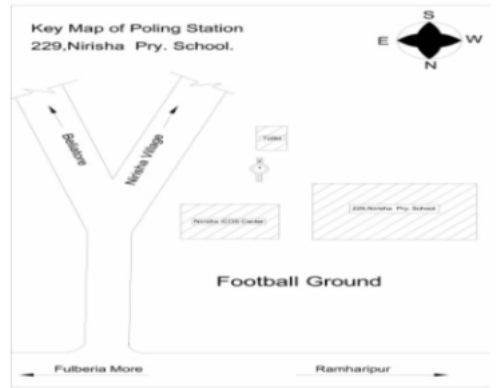 Key Map of Poling Station
229,Nirisha Pry. School.
S
E
W
N
Beliatore
Nirisha Village
Toilet
Nirisha ICDS Center
229,Nirisha Pry. School
Football Ground
Fulberia More
Ramharipur